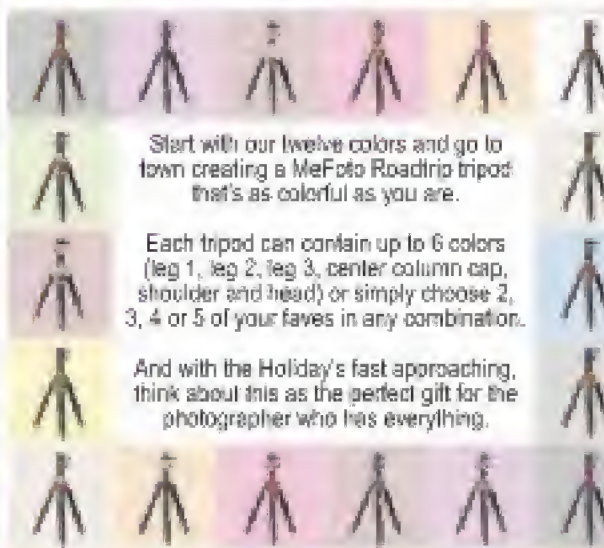 Start with our twelve colors and go to
town creating a MeFoto Roadtrip tripod
that's as colorful as you are.
Each tripod can contain up to 6 colors
(leg 1, leg 2, leg 3, center column cap,
shoulder and head) or simply choose 2,
3, 4 or 5 of your faves in any combination.
And with the Holiday's fast approaching,
think about this as the perfect gift for the
photographer who has everything.